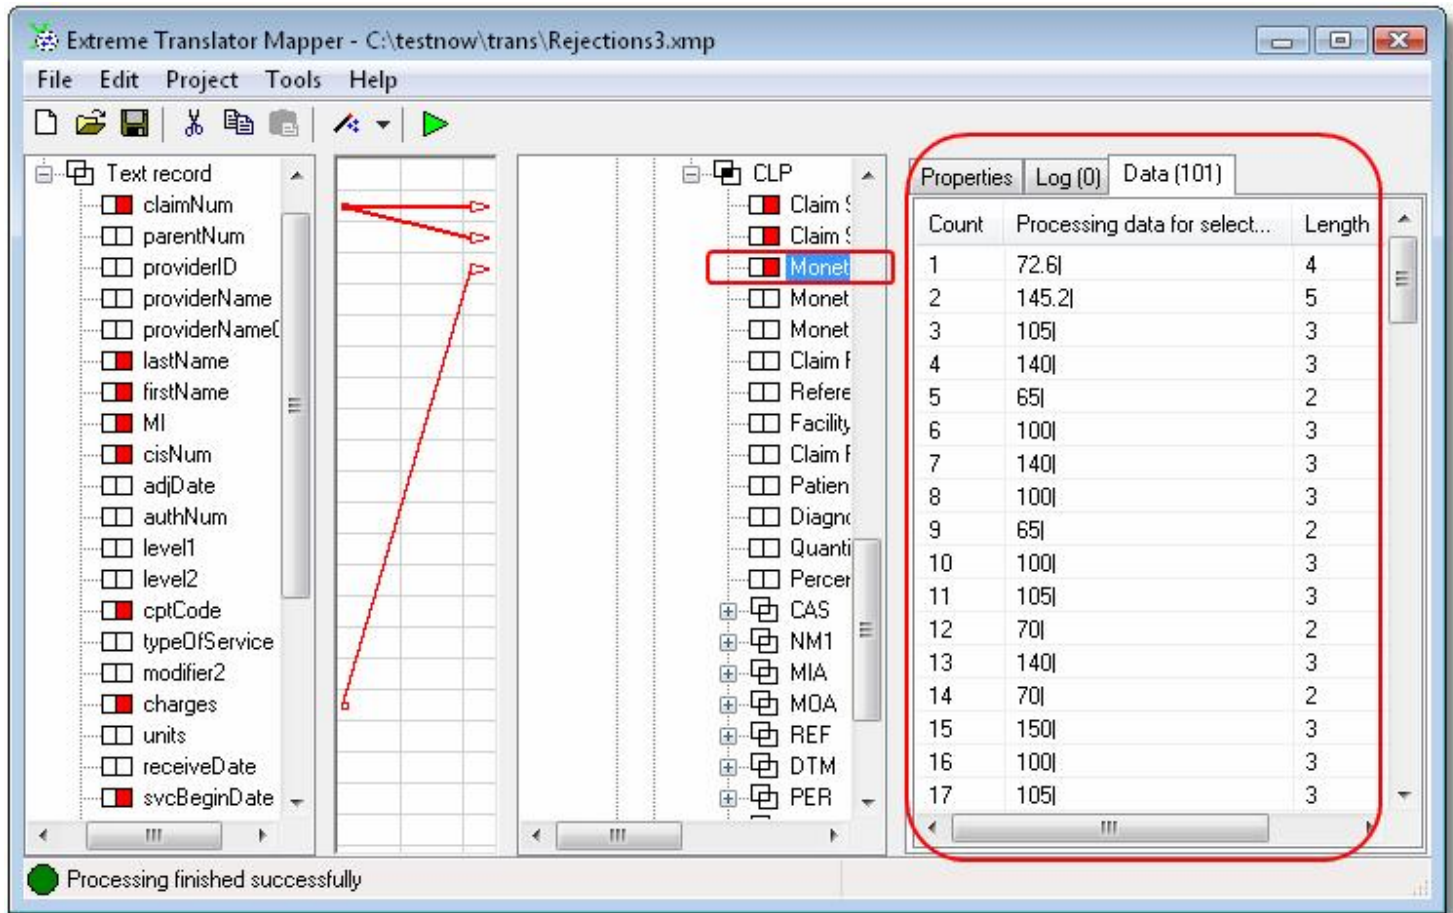 Extreme Translator Mapper - C:\testnow\trans\Rejections3.xmp
File Edit Project Tools Help
Text record
claimNum
parentNum
providerID
providerName
providerName
lastName
firstName
MI
cisNum
adjDate
authNum
level1
level2
cptCode
typeOfService
modifier2
charges
units
receiveDate
svcBeginDate
CLP
Claim S
Claim S
Monet
Monet
Monet
Claim F
Refere
Facility
Claim F
Patien
Diagno
Quanti
Percer
CAS
NM1
MIA
MOA
REF
DTM
PER
Properties Log (0) Data (101)
Count Processing data for select... Length
1 72.6| 4
2 145.2| 5
3 105| 3
4 140| 3
5 65| 2
6 100| 3
7 140| 3
8 100| 3
9 65| 2
10 100| 3
11 105| 3
12 70| 2
13 140| 3
14 70| 2
15 150| 3
16 100| 3
17 105| 3
Processing finished successfully